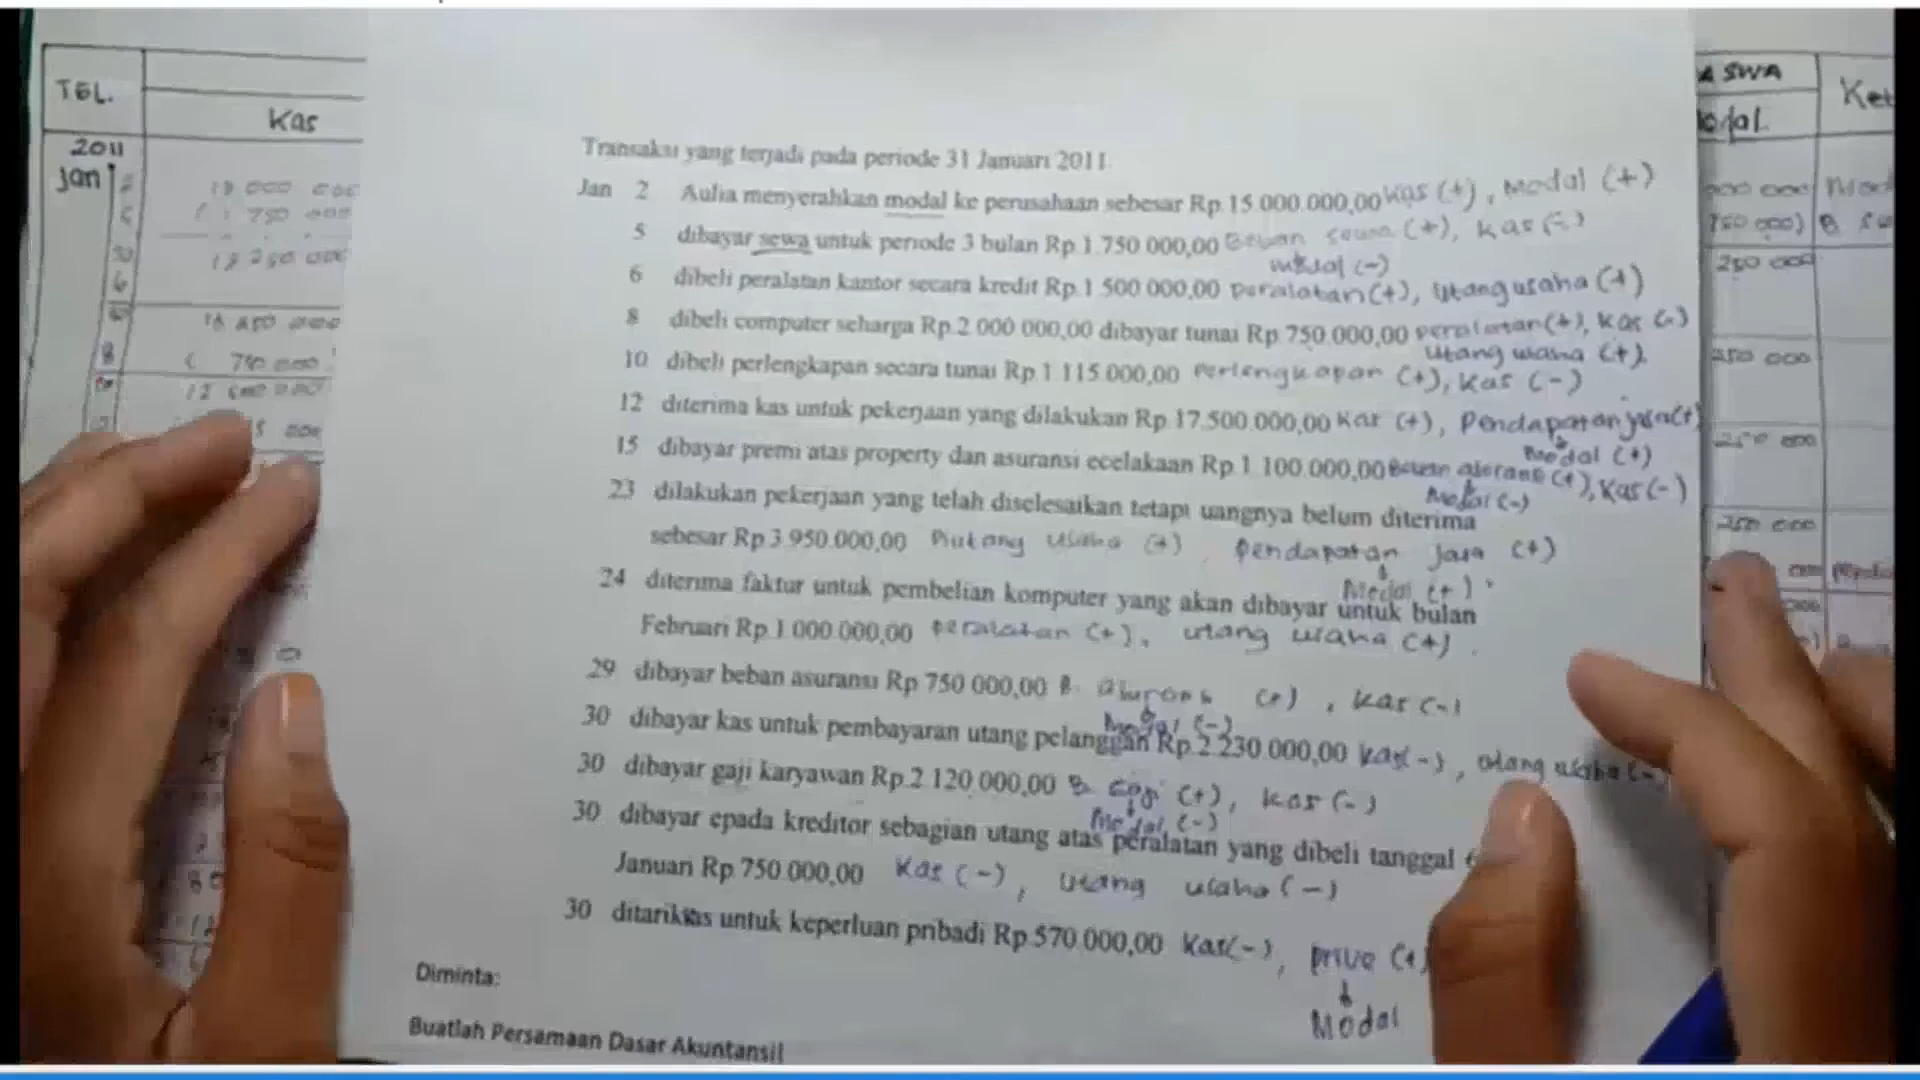 TGL.
Kas
2011
Jan
ASWA
Modal
Ket
Transaksi yang terjadi pada periode 31 Januari 2011
Jan 2 Aulia menyerahkan modal ke perusahaan sebesar Rp.15.000.000,00 Kas (+), Modal (+)
5 dibayar sewa untuk periode 3 bulan Rp.1.750.000,00 Beban sewa (+), Kas (-)
modal (-)
6 dibeli peralatan kantor secara kredit Rp.1.500.000,00 peralatan (+), utang usaha (+)
8 dibeli computer seharga Rp.2.000.000,00 dibayar tunai Rp.750.000,00 peralatan (+), Kas (-)
utang usaha (+).
10 dibeli perlengkapan secara tunai Rp.1.115.000,00 Perlengkapan (+), Kas (-)
12 diterima kas untuk pekerjaan yang dilakukan Rp.17.500.000,00 Kas (+), Pendapatan jasa (+)
Modal (+)
15 dibayar premi atas property dan asuransi ecelakaan Rp.1.100.000,00 Beban asuransi (+), Kas (-)
Modal (-)
23 dilakukan pekerjaan yang telah diselesaikan tetapi uangnya belum diterima
sebesar Rp.3.950.000,00 Piutang usaha (+) Pendapatan Jasa (+)
Modal (+)
24 diterima faktur untuk pembelian komputer yang akan dibayar untuk bulan
Februari Rp.1.000.000,00 peralatan (+), utang usaha (+).
29 dibayar beban asuransi Rp 750.000,00 B. Asuransi (+), Kas (-)
Modal (-)
30 dibayar kas untuk pembayaran utang pelanggan Rp.2.230.000,00 Kas (-), utang usaha (-)
30 dibayar gaji karyawan Rp.2.120.000,00 B. Gaji (+), Kas (-)
Modal (-)
30 dibayar epada kreditor sebagian utang atas peralatan yang dibeli tanggal 6
Januari Rp.750.000,00 Kas (-), utang usaha (-)
30 ditarik kas untuk keperluan pribadi Rp.570.000,00 Kas (-), prive (+)
Modal
Diminta:
Buatlah Persamaan Dasar Akuntansi!